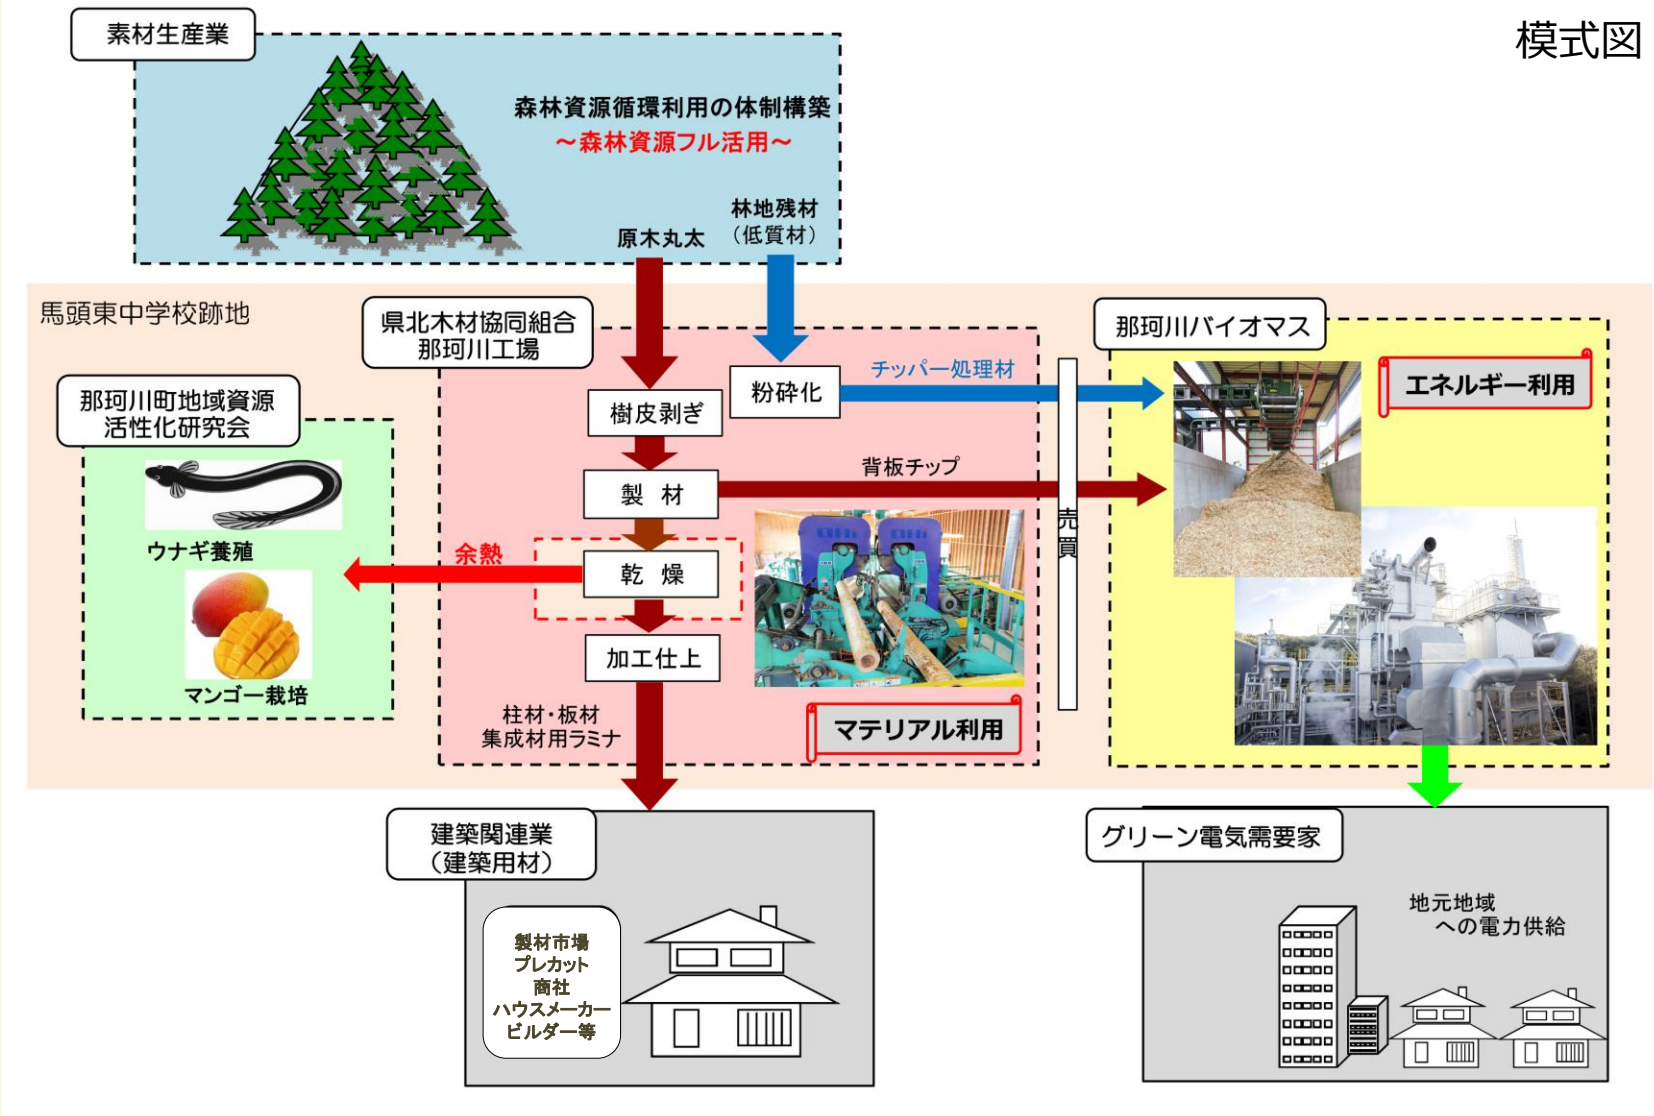 模式図
素材生産業
森林資源循環利用の体制構築
～森林資源フル活用～
林地残材
（低質材）
原木丸太
馬頭東中学校跡地
県北木材協同組合
那珂川工場
那珂川バイオマス
那珂川町地域資源
活性化研究会
樹皮剥ぎ
粉砕化
チッパー処理材
エネルギー利用
製材
背板チップ
売買
ウナギ養殖
余熱
乾燥
マンゴー栽培
加工仕上
柱材・板材
集成材用ラミナ
マテリアル利用
建築関連業
（建築用材）
製材市場
プレカット
商社
ハウスメーカー
ビルダー等
グリーン電気需要家
地元地域
への電力供給